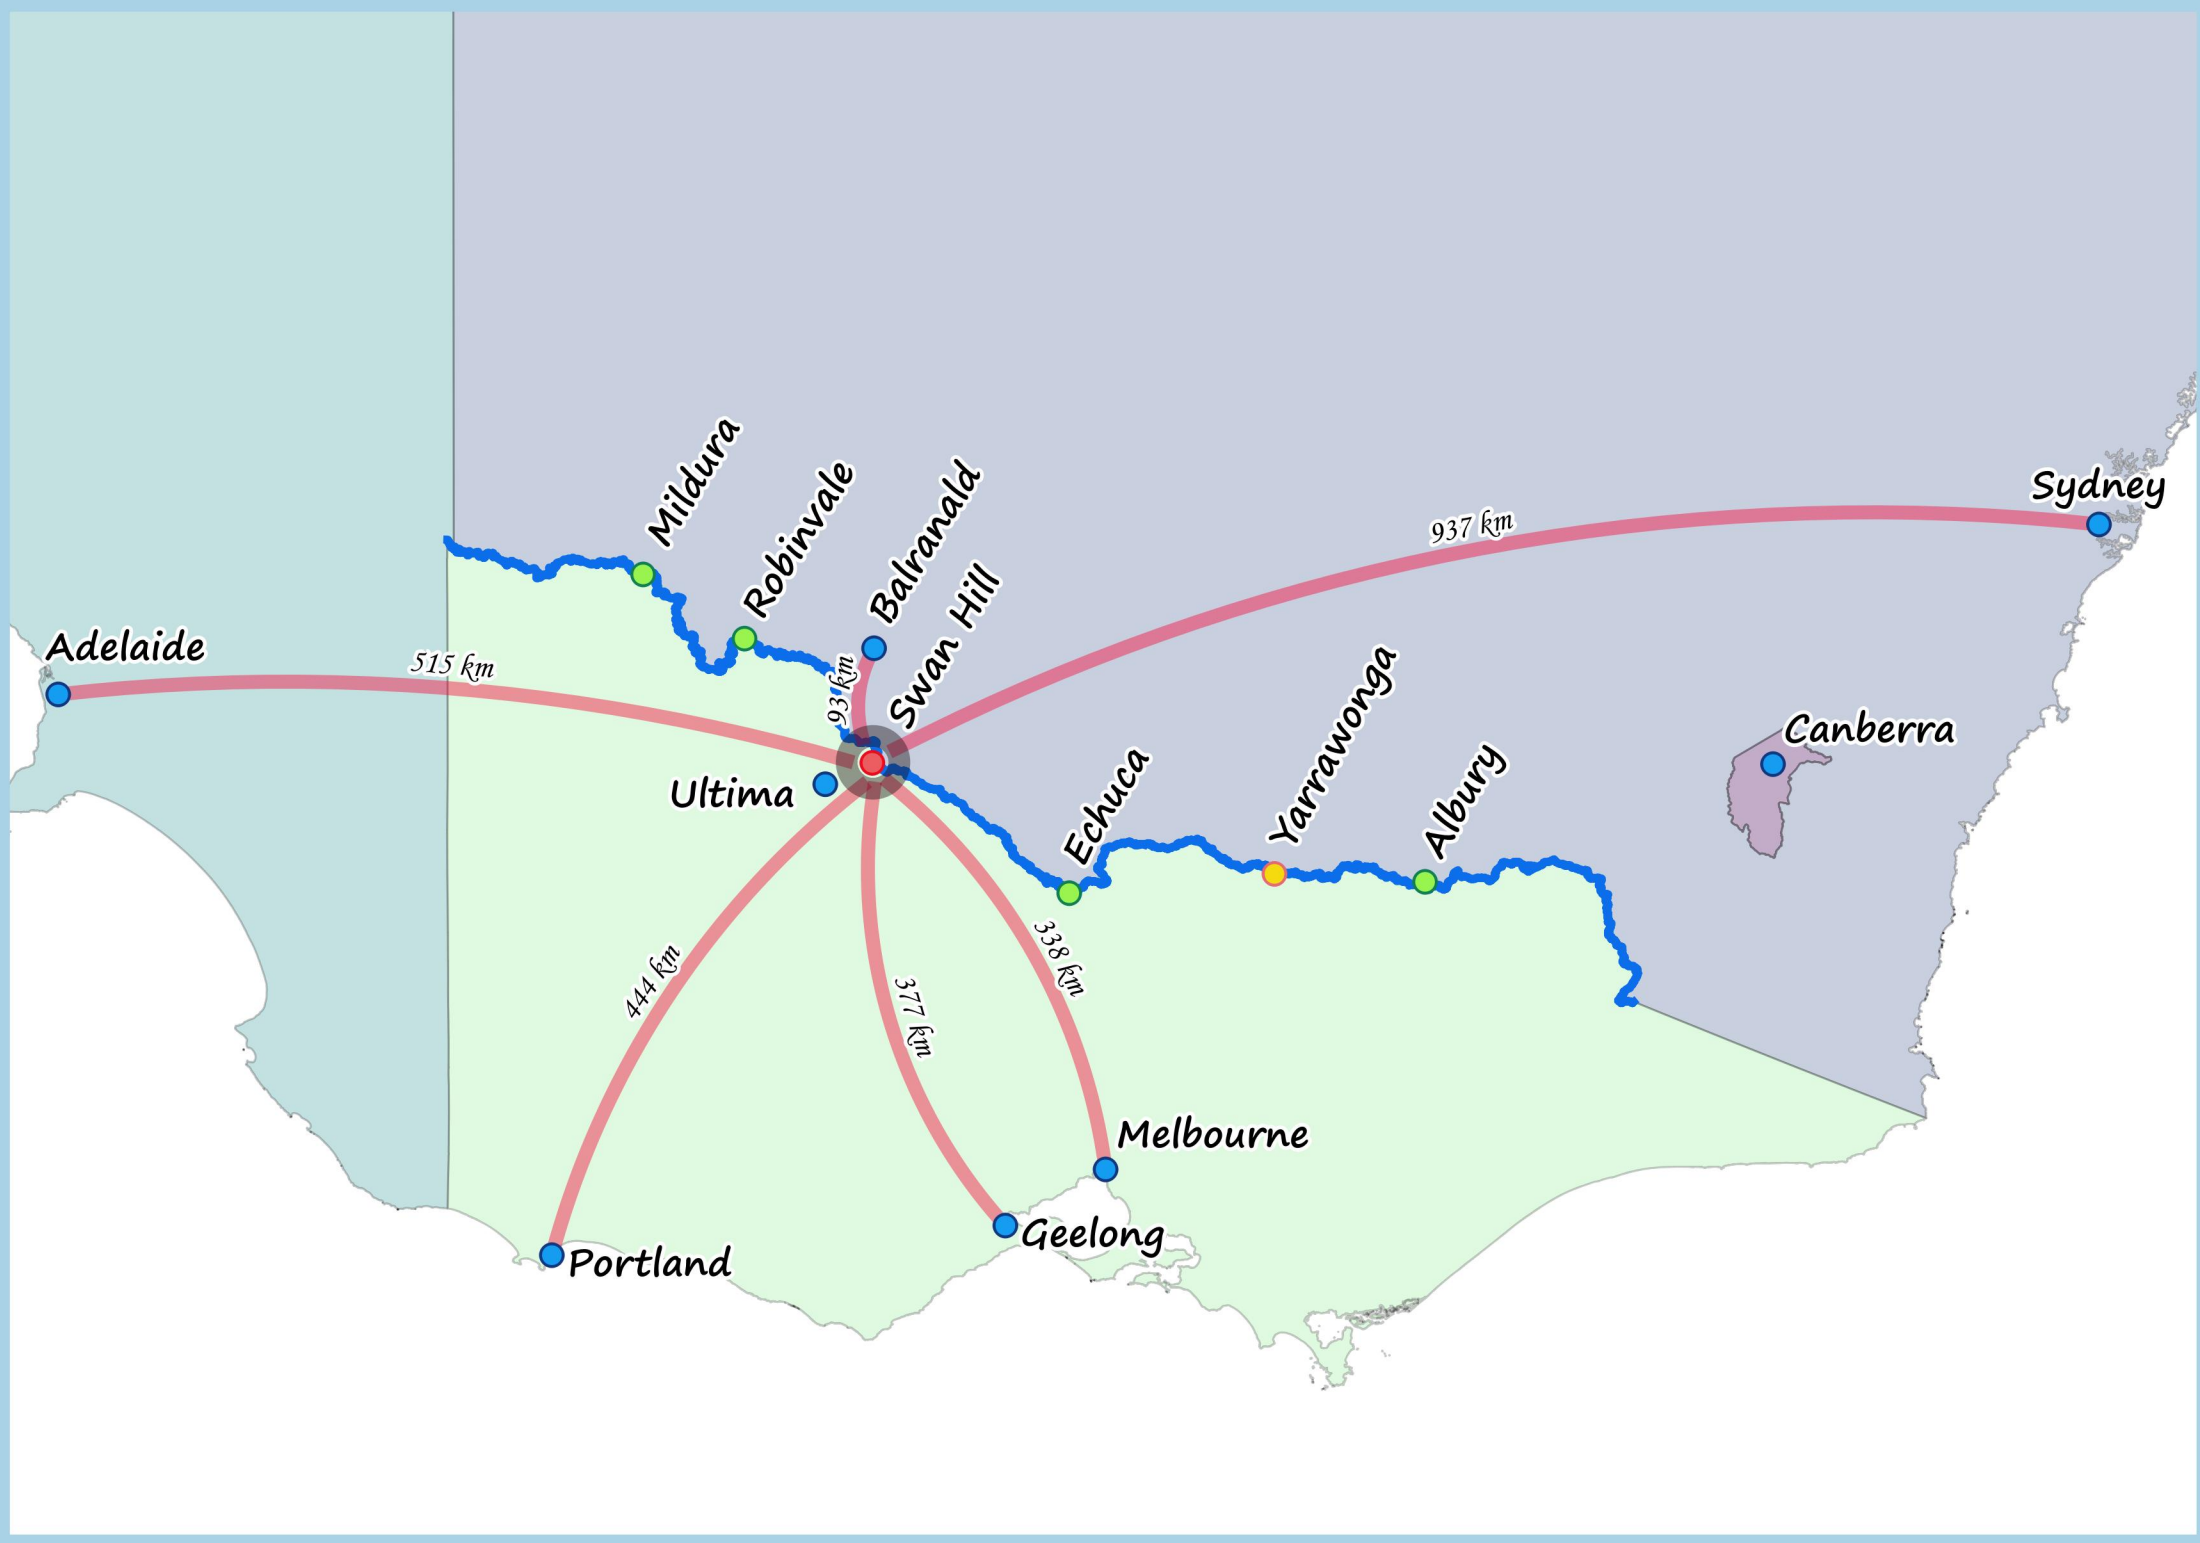 Mildura
Robinvale
Balranald
Swan Hill
Sydney
937 km
Adelaide
515 km
93 km
Ultima
Echuca
Yarrawonga
Albury
Canberra
444 km
377 km
338 km
Melbourne
Geelong
Portland